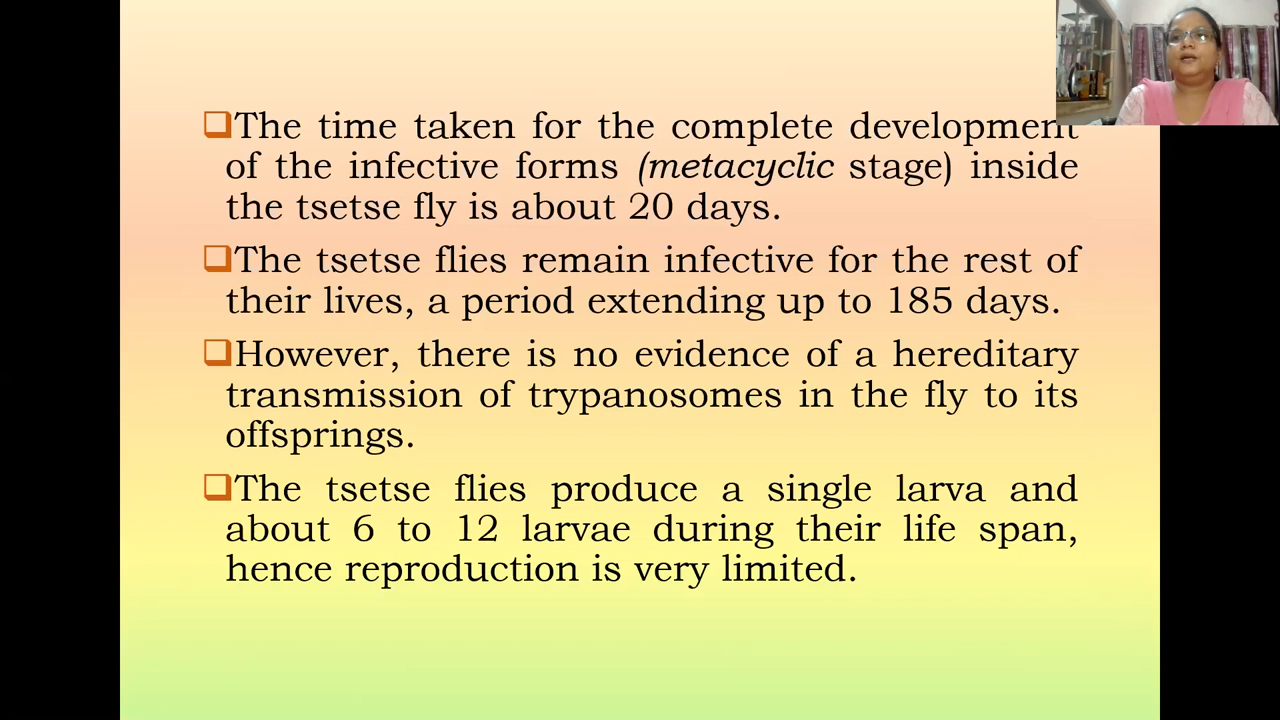 The time taken for the complete development
of the infective forms (metacyclic stage) inside
the tsetse fly is about 20 days.
The tsetse flies remain infective for the rest of
their lives, a period extending up to 185 days.
However, there is no evidence of a hereditary
transmission of trypanosomes in the fly to its
offsprings.
The tsetse flies produce a single larva and
about 6 to 12 larvae during their life span,
hence reproduction is very limited.